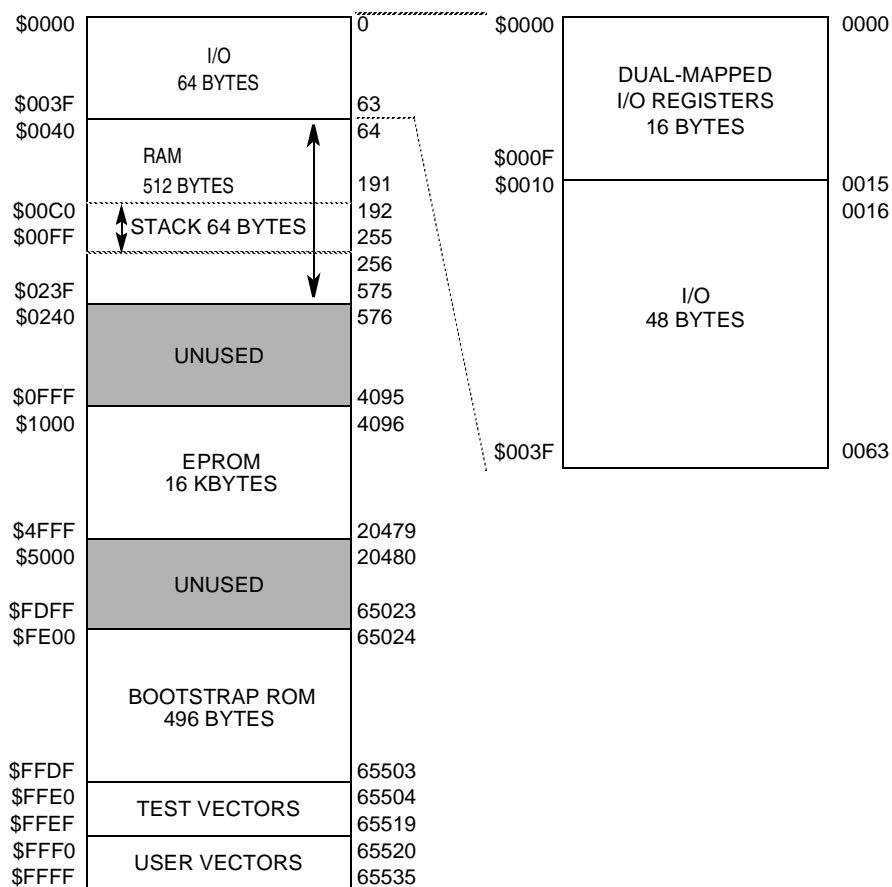 $0000 0 $0000 0000
I/O
64 BYTES
DUAL-MAPPED
I/O REGISTERS
16 BYTES
$003F 63
$0040 64
$000F
$0010 0015
0016
RAM
512 BYTES 191
$00C0 192
$00FF STACK 64 BYTES 255
256
$023F 575
$0240 576
I/O
48 BYTES
UNUSED
$0FFF 4095
$1000 4096
$003F 0063
EPROM
16 KBYTES
$4FFF 20479
$5000 20480
UNUSED
$FDFF 65023
$FE00 65024
BOOTSTRAP ROM
496 BYTES
$FFDF 65503
$FFE0 65504
TEST VECTORS
$FFEF 65519
$FFF0 65520
USER VECTORS
$FFFF 65535